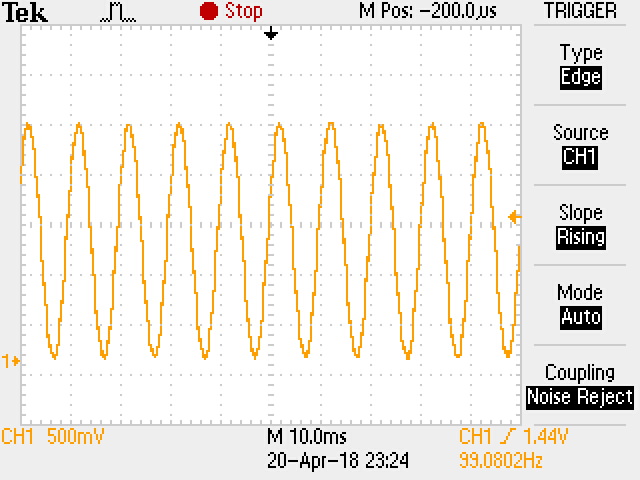 Tek Stop M Pos: -200.0µs TRIGGER
Type
Edge
Source
CH1
Slope
Rising
Mode
Auto
Coupling
Noise Reject
1
CH1 500mV M 10.0ms CH1 1.44V
20-Apr-18 23:24 99.0802Hz